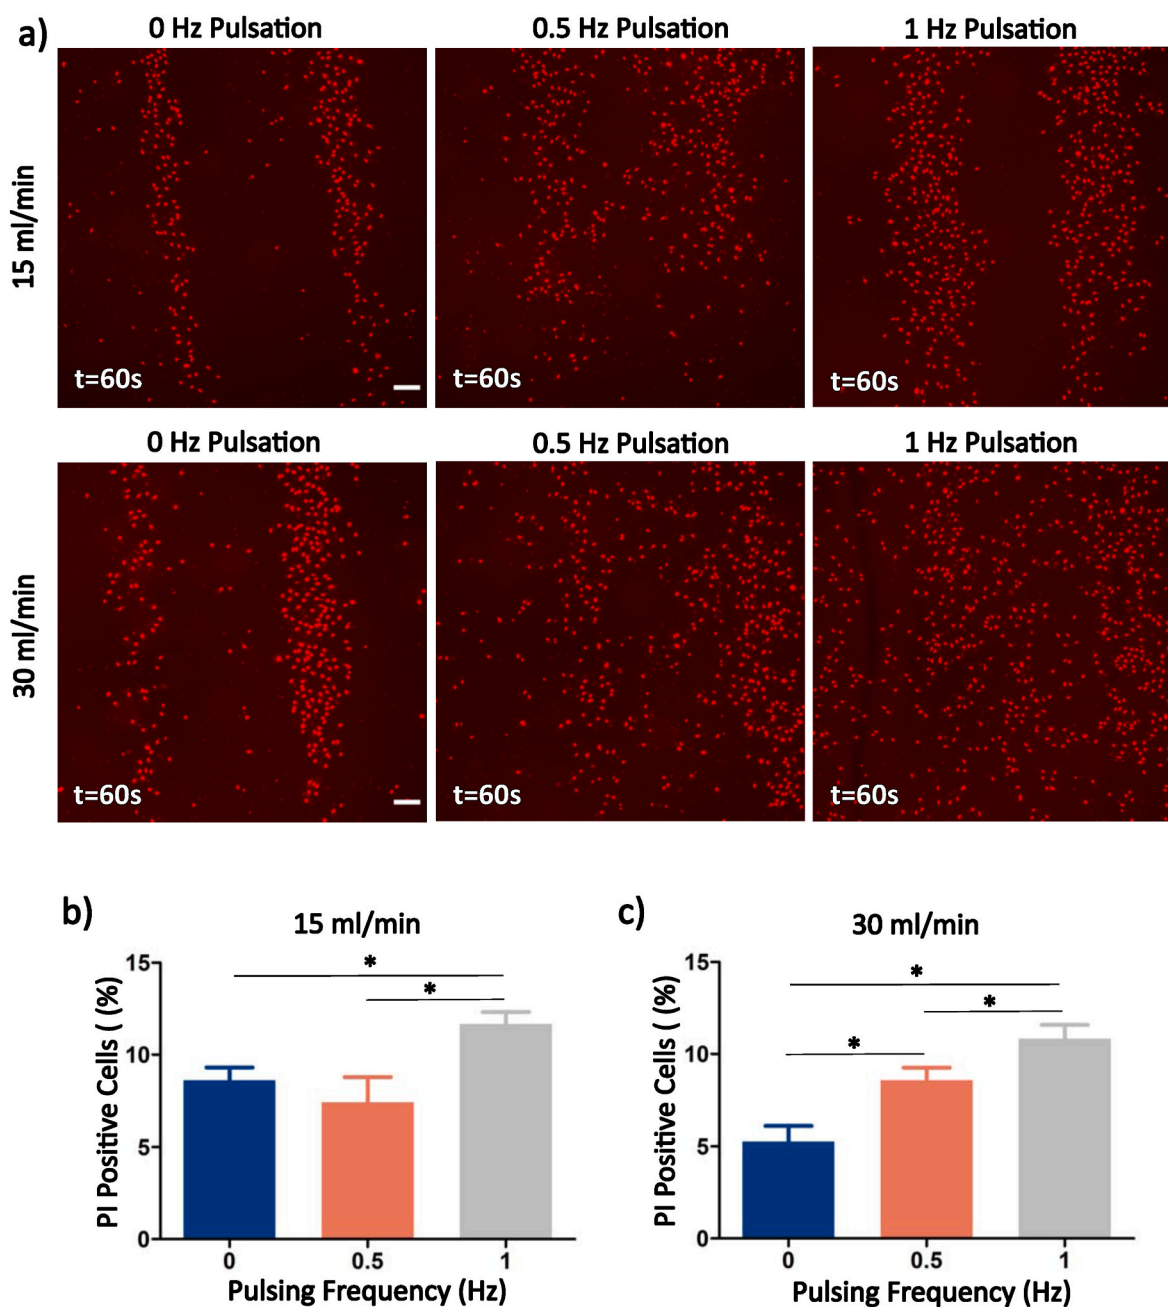 a)
0 Hz Pulsation
0.5 Hz Pulsation
1 Hz Pulsation
15 ml/min
t=60s
t=60s
t=60s
0 Hz Pulsation
0.5 Hz Pulsation
1 Hz Pulsation
30 ml/min
t=60s
t=60s
t=60s
b)
15 ml/min
PI Positive Cells ( (%)
15
10
5
0
*
*
0
0.5
1
Pulsing Frequency (Hz)
c)
30 ml/min
PI Positive Cells ( (%)
15
10
5
0
*
*
*
0
0.5
1
Pulsing Frequency (Hz)